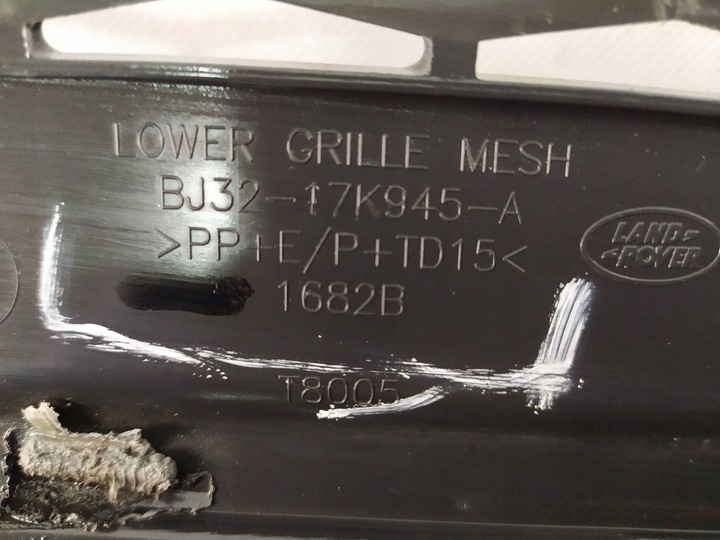 LOWER GRILLE MESH
BJ32-17K945-A
>PP+E/P+TD15<
LAND
ROVER
1682B
T8005